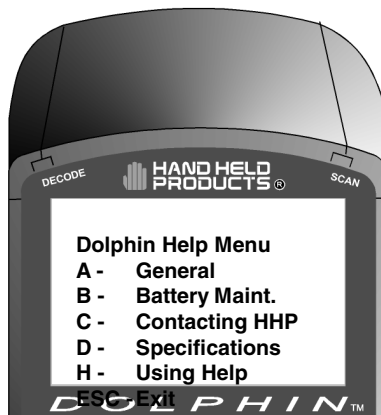 DECODE
HAND HELD
PRODUCTS ®
SCAN
Dolphin Help Menu
A - General
B - Battery Maint.
C - Contacting HHP
D - Specifications
H - Using Help
ESC - Exit
DOLPHIN™